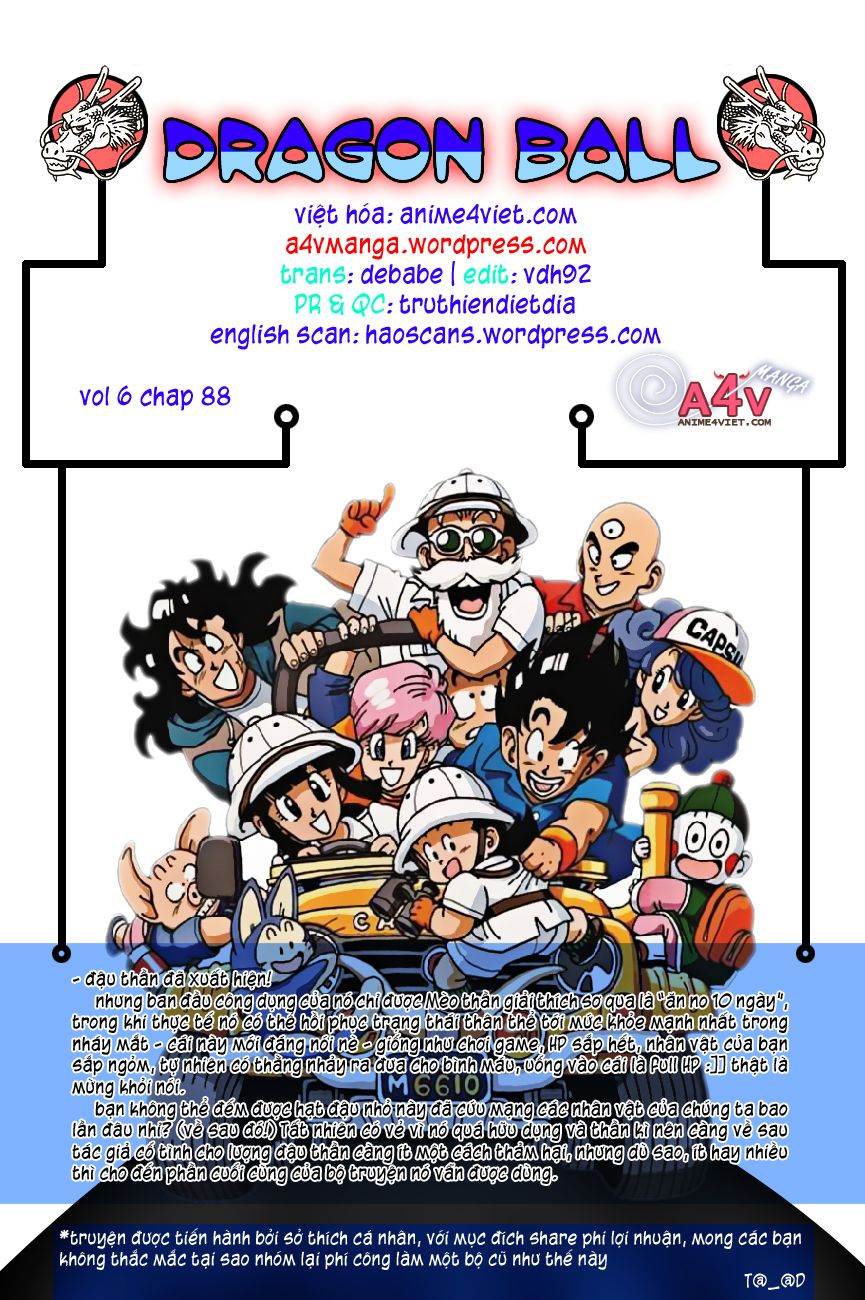 DRAGON BALL
việt hóa: anime4viet.com
a4vmanga.wordpress.com
trans: debabe | edit: vdh92
PR & QC: truthiendietdia
english scan: haoscans.wordpress.com
vol 6 chap 88
A4V MANGA
ANIME4VIET.COM
CAPSU
CA
- đậu thần đã xuất hiện!
nhưng ban đầu công dụng của nó chỉ được Mèo thần giải thích sơ qua là "ăn no 10 ngày",
trong khí thực tế nó có thể hồi phục trạng thái thân thể tới mức khỏe mạnh nhất trong
nháy mắt - cái này mới đáng nói nè - giống như chơi game, HP sắp hết, nhân vật của bạn
sắp ngỏm, tự nhiên có thằng nhảy ra đưa cho bình máu, uống vào cái là full HP :]] thật là
mừng khỏi nói.
M 6610
bạn không thể đếm được hạt đậu nhỏ này đã cứu mạng các nhân vật của chúng ta bao
lần đâu nhỉ? (về sau đó!) Tất nhiên có vẻ vì nó quá hữu dụng và thần kì nên càng về sau
tác giả cố tình cho lượng đậu thần càng ít một cách thảm hại, nhưng dù sao, ít hay nhiều
thì cho đến phần cuối cùng của bộ truyện nó vẫn được dùng.
*truyện được tiến hành bởi sở thích cá nhân, với mục đích share phi lợi nhuận, mong các bạn
không thắc mắc tại sao nhóm lại phí công làm một bộ cũ như thế này
T@_@D